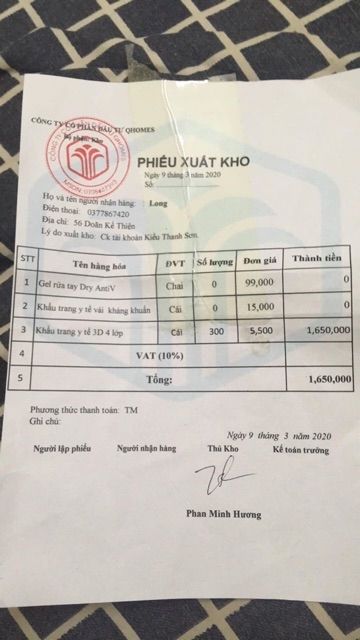 CÔNG TY CỔ PHẦN ĐẦU TƯ QHOMES
Bộ phận: Kho
PHIẾU XUẤT KHO
Ngày 9 tháng 3 năm 2020
Số:
Họ và tên người nhận hàng: Long
Điện thoại: 0377867420
Địa chỉ: 56 Doãn Kế Thiện
Lý do xuất kho: Ck tài khoản Kiều Thanh Sơn.
STT Tên hàng hóa ĐVT Số lượng Đơn giá Thành tiền
1 Gel rửa tay Dry AntiV Chai 0 99,000 0
2 Khẩu trang y tế vải kháng khuẩn Cái 0 15,000 0
3 Khẩu trang y tế 3D 4 lớp Cái 300 5,500 1,650,000
4 VAT (10%)
5 Tổng: 1,650,000
Phương thức thanh toán: TM
Ghi chú:
Ngày 9 tháng 3 năm 2020
Người lập phiếu Người nhận hàng Thủ Kho Kế toán trưởng
Phan Minh Hương